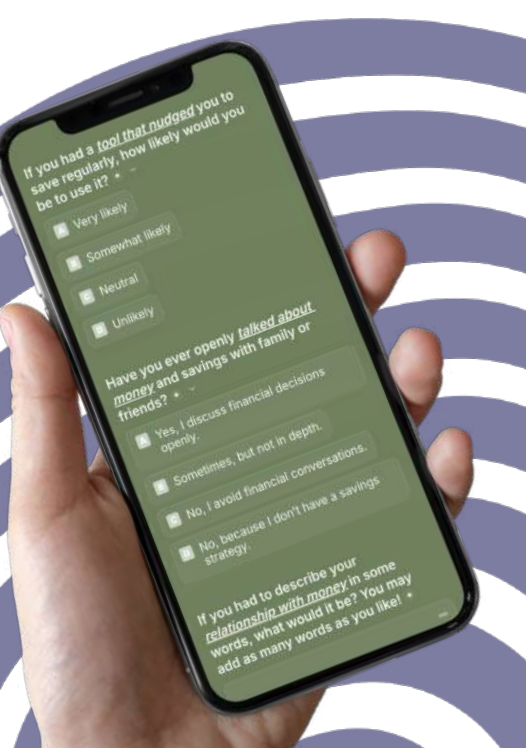 If you had a tool that nudged you to
save regularly, how likely would you
be to use it? *
A Very likely
B Somewhat likely
C Neutral
D Unlikely
Have you ever openly talked about
money and savings with family or
friends? *
A Yes, I discuss financial decisions
openly.
B Sometimes, but not in depth.
C No, I avoid financial conversations.
D No, because I don't have a savings
strategy.
If you had to describe your
relationship with money in some
words, what would it be? You may
add as many words as you like! *